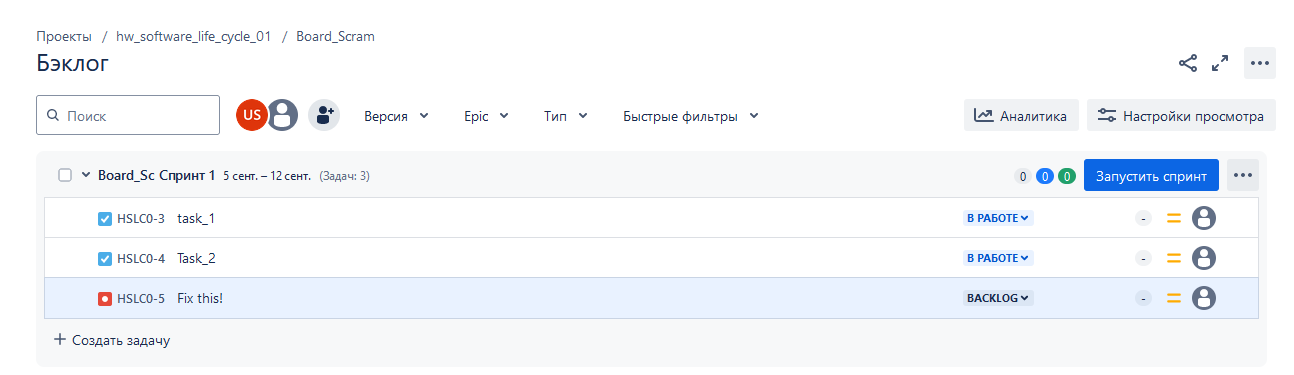 Проекты / hw_software_life_cycle_01 / Board_Scram
Бэклог
Поиск US Версия Epic Тип Быстрые фильтры Аналитика Настройки просмотра
Board_Sc Спринт 1 5 сент. – 12 сент. (Задач: 3) 0 0 0 Запустить спринт
HSLC0-3 task_1 В РАБОТЕ -
HSLC0-4 Task_2 В РАБОТЕ -
HSLC0-5 Fix this! BACKLOG -
+ Создать задачу